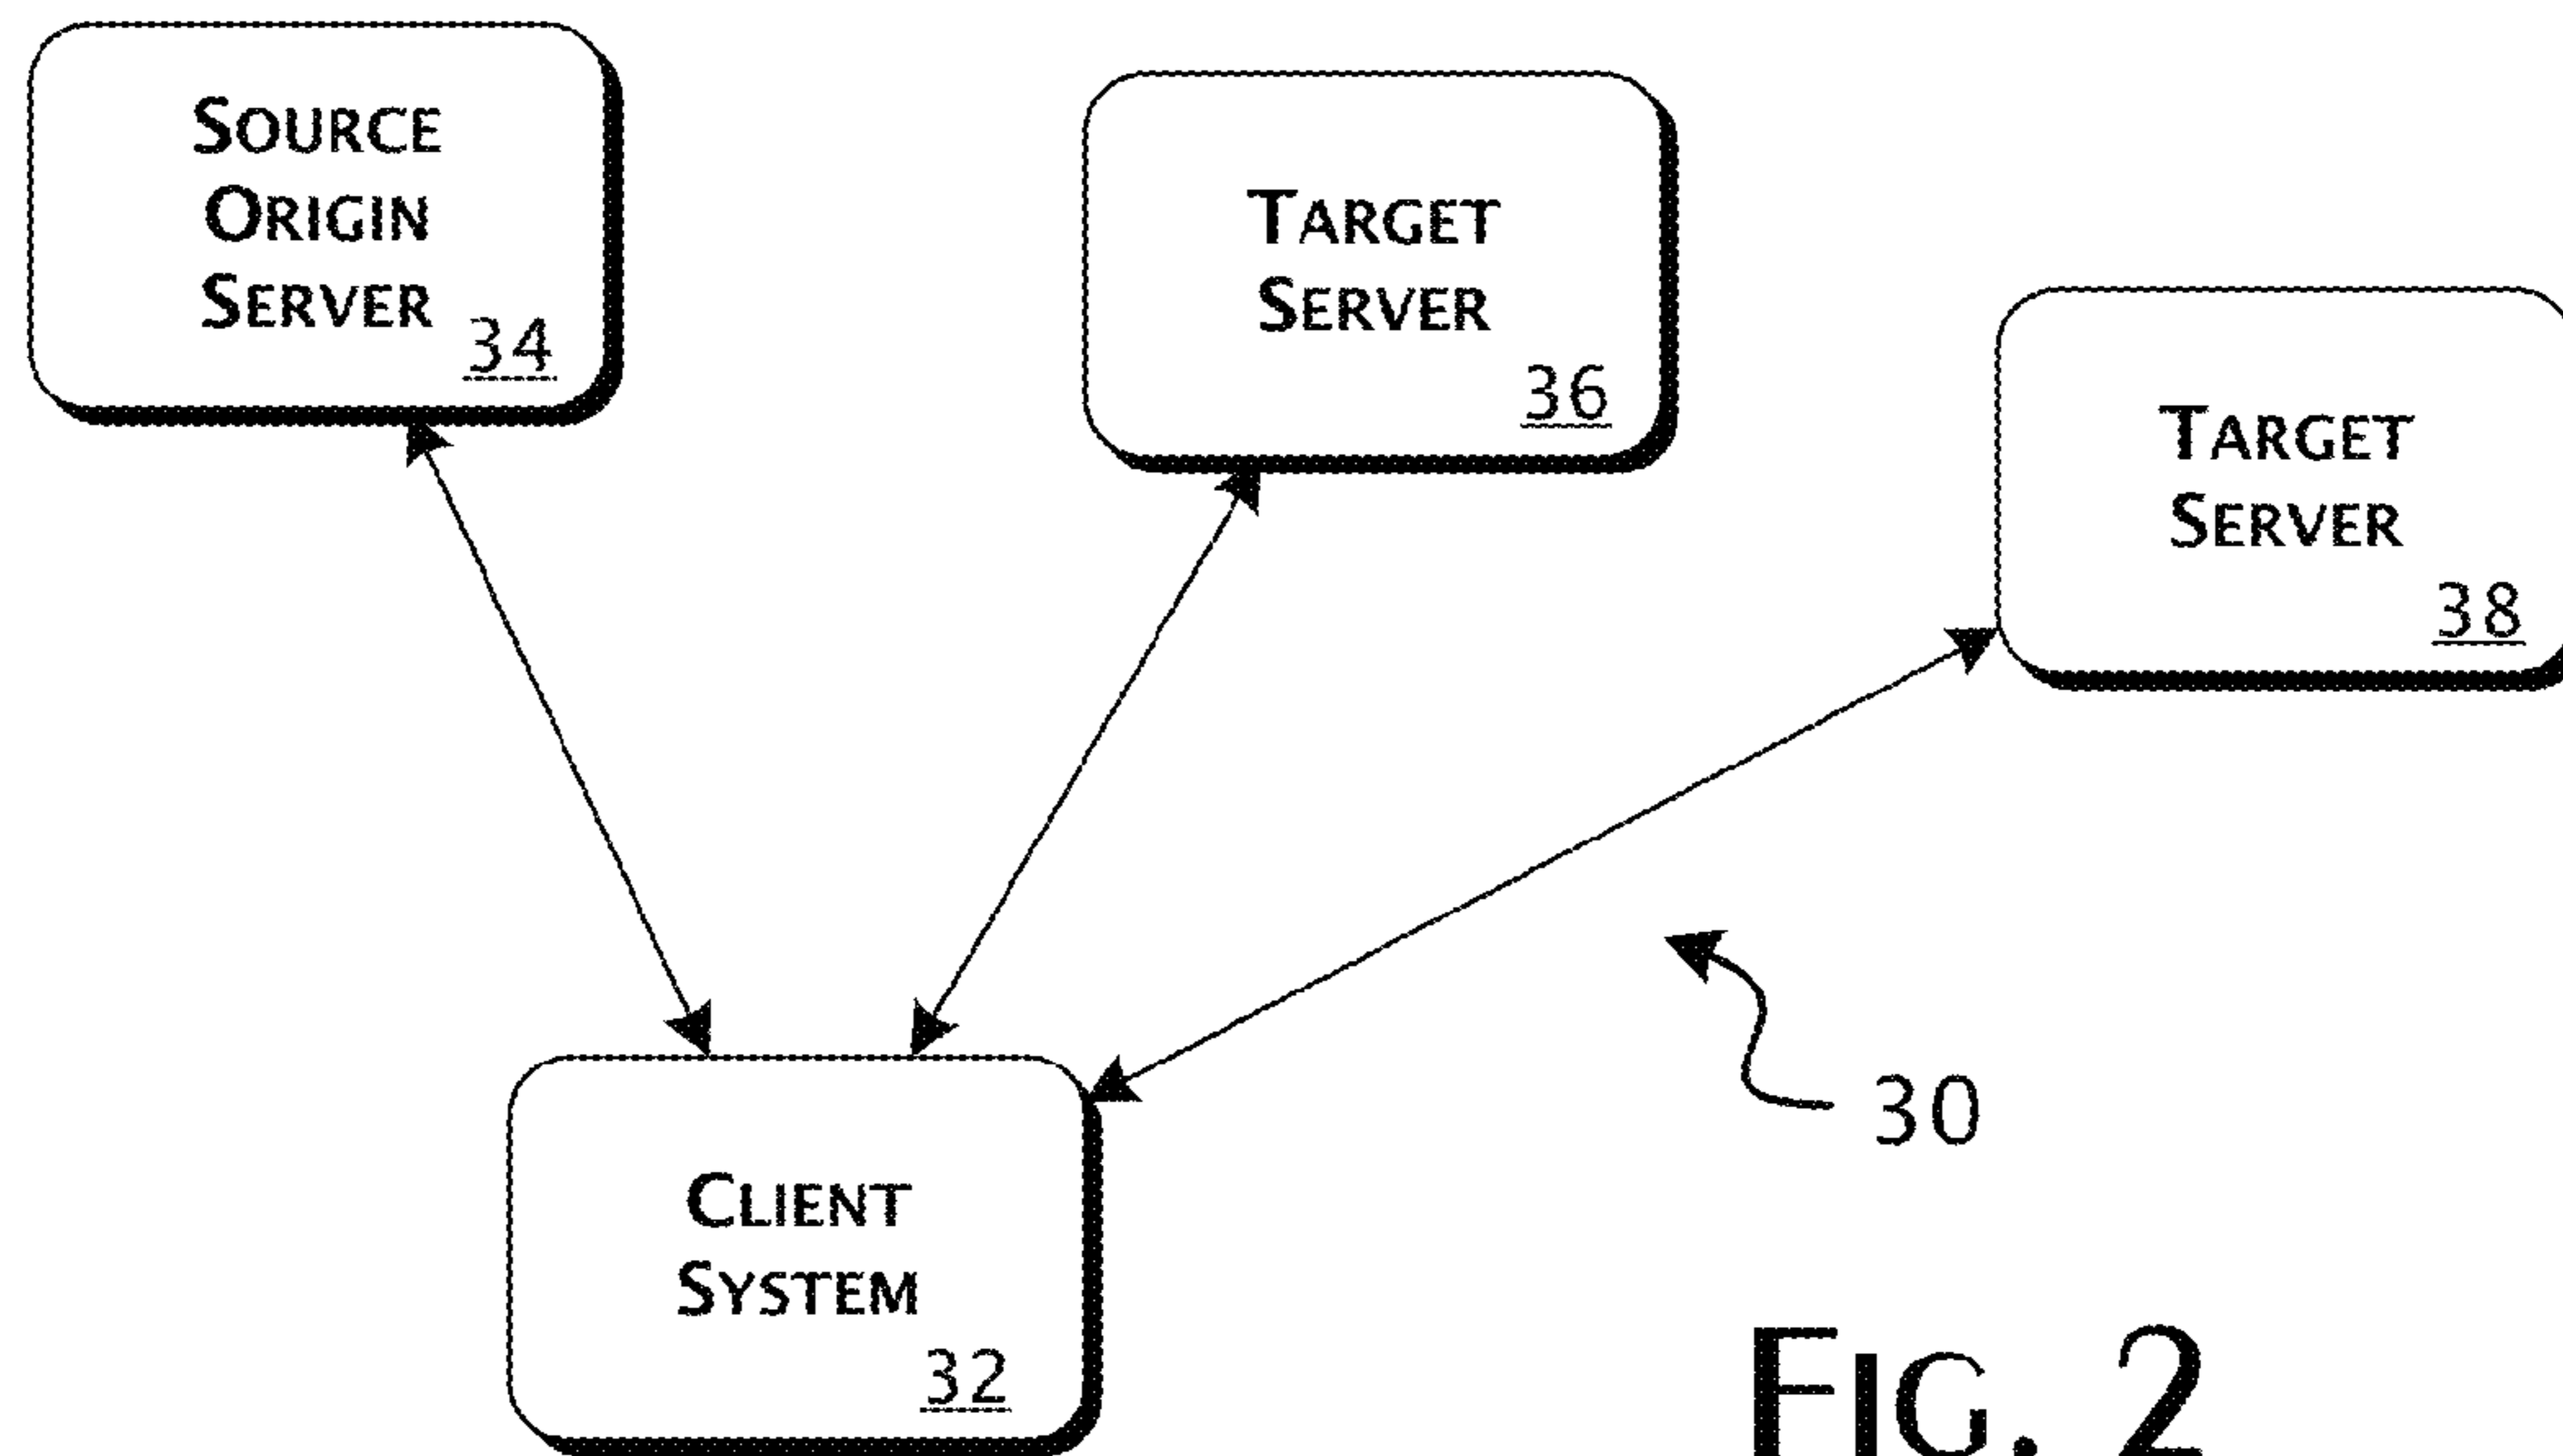 SOURCE
ORIGIN
SERVER
34
TARGET
SERVER
36
TARGET
SERVER
38
30
CLIENT
SYSTEM
32
FIG. 2